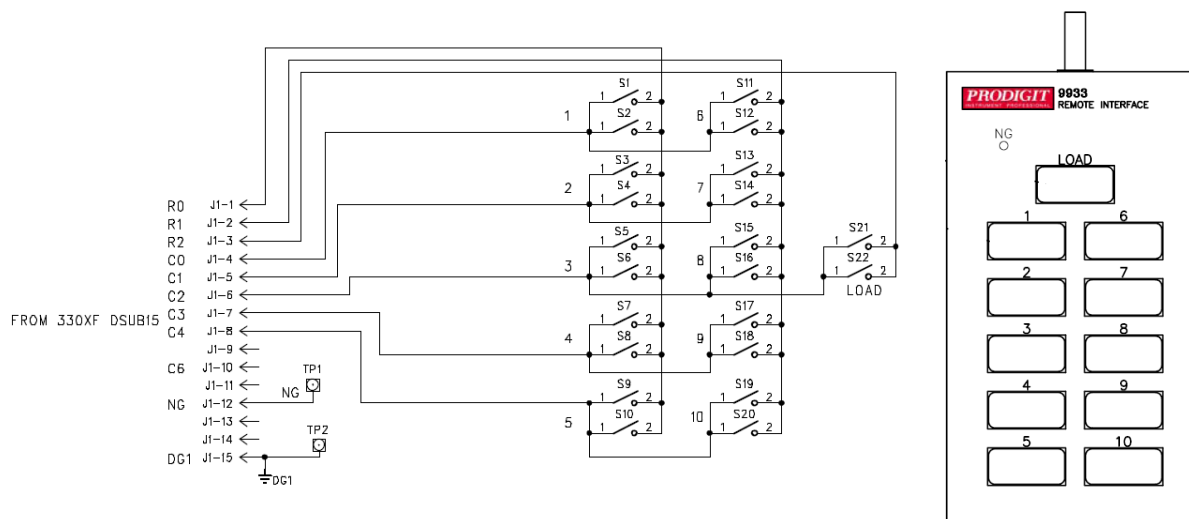 FROM 330XF DSUB15
R0 J1-1
R1 J1-2
R2 J1-3
C0 J1-4
C1 J1-5
C2 J1-6
C3 J1-7
C4 J1-8
J1-9
C6 J1-10
J1-11
NG J1-12
J1-13
J1-14
DG1 J1-15
TP1
NG
TP2
DG1
1
S1
1 2
S2
1 2
2
S3
1 2
S4
1 2
3
S5
1 2
S6
1 2
4
S7
1 2
S8
1 2
5
S9
1 2
S10
1 2
6
S11
1 2
S12
1 2
7
S13
1 2
S14
1 2
8
S15
1 2
S16
1 2
9
S17
1 2
S18
1 2
10
S19
1 2
S20
1 2
S21
1 2
S22
1 2
LOAD
PRODIGIT
INSTRUMENT PROFESSIONAL
9933
REMOTE INTERFACE
NG
LOAD
1 6
2 7
3 8
4 9
5 10